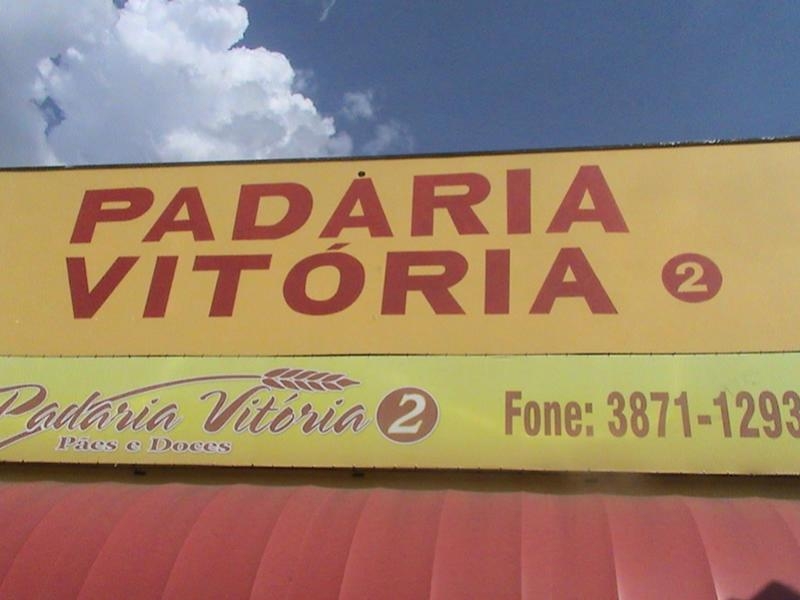 PADARIA
VITÓRIA 2
Padaria Vitória 2
Pães e Doces
Fone: 3871-1293